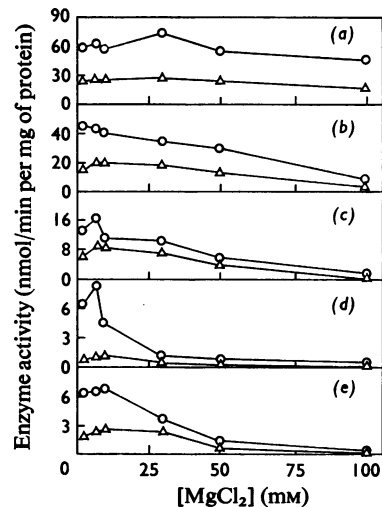 Enzyme activity (nmol/min per mg of protein)
90
60
30
0
(a)
40
20
0
(b)
16
8
0
(c)
6
3
0
(d)
6
3
0
(e)
25
50
75
100
[MgCl₂] (mM)